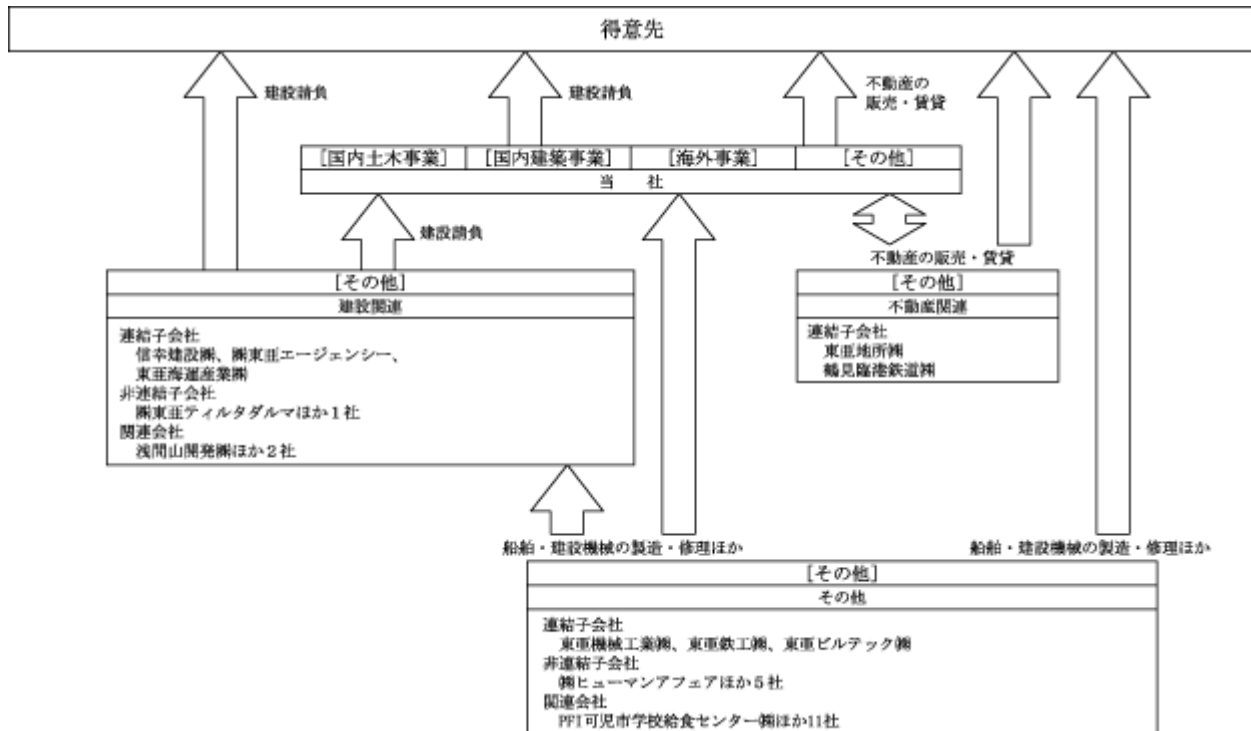 得意先
建設請負
建設請負
不動産の
販売・賃貸
[国内土木事業] [国内建築事業] [海外事業] [その他]
当 社
建設請負
不動産の販売・賃貸
[その他]
建設関連
連結子会社
信幸建設㈱、㈱東亜エージェンシー、
東亜海運産業㈱
非連結子会社
㈱東亜ティルタダルマほか1社
関連会社
浅間山開発㈱ほか2社
[その他]
不動産関連
連結子会社
東亜地所㈱
鶴見臨港鉄道㈱
船舶・建設機械の製造・修理ほか
船舶・建設機械の製造・修理ほか
[その他]
その他
連結子会社
東亜機械工業㈱、東亜鉄工㈱、東亜ビルテック㈱
非連結子会社
㈱ヒューマンアフェアほか5社
関連会社
PFI可児市学校給食センター㈱ほか11社